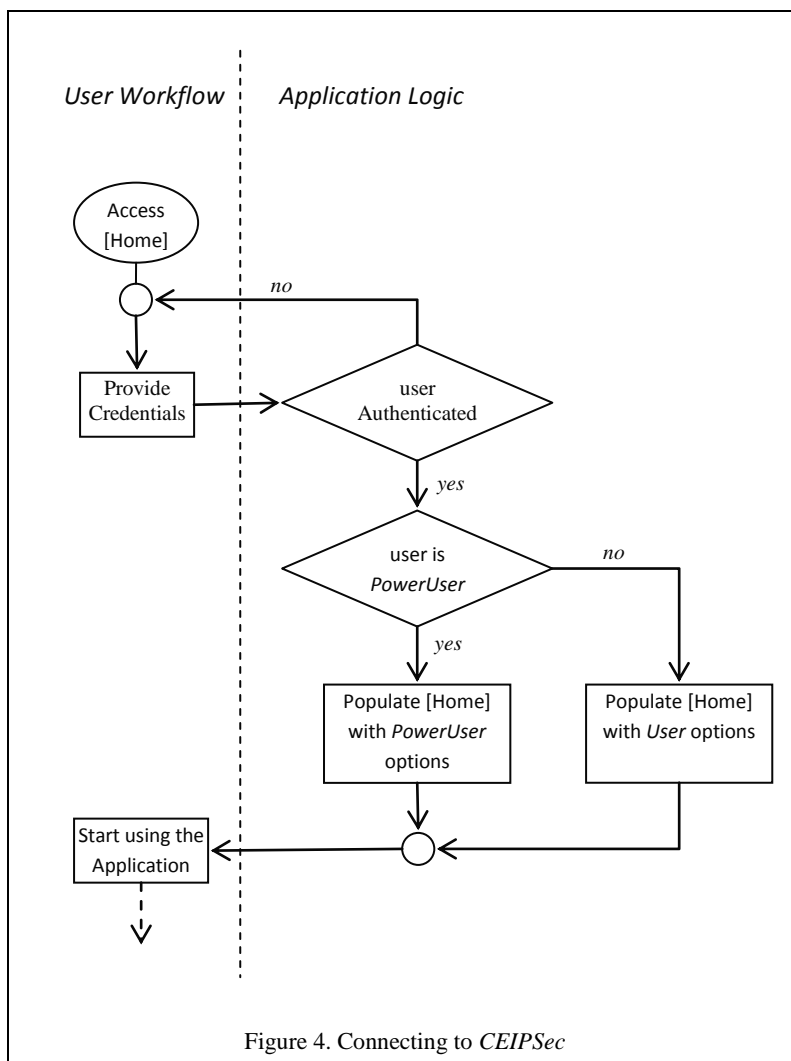 User Workflow
Application Logic
Access
[Home]
no
Provide
Credentials
user
Authenticated
yes
user is
PowerUser
no
yes
Populate [Home]
with PowerUser
options
Populate [Home]
with User options
Start using the
Application
Figure 4. Connecting to CEIPSec